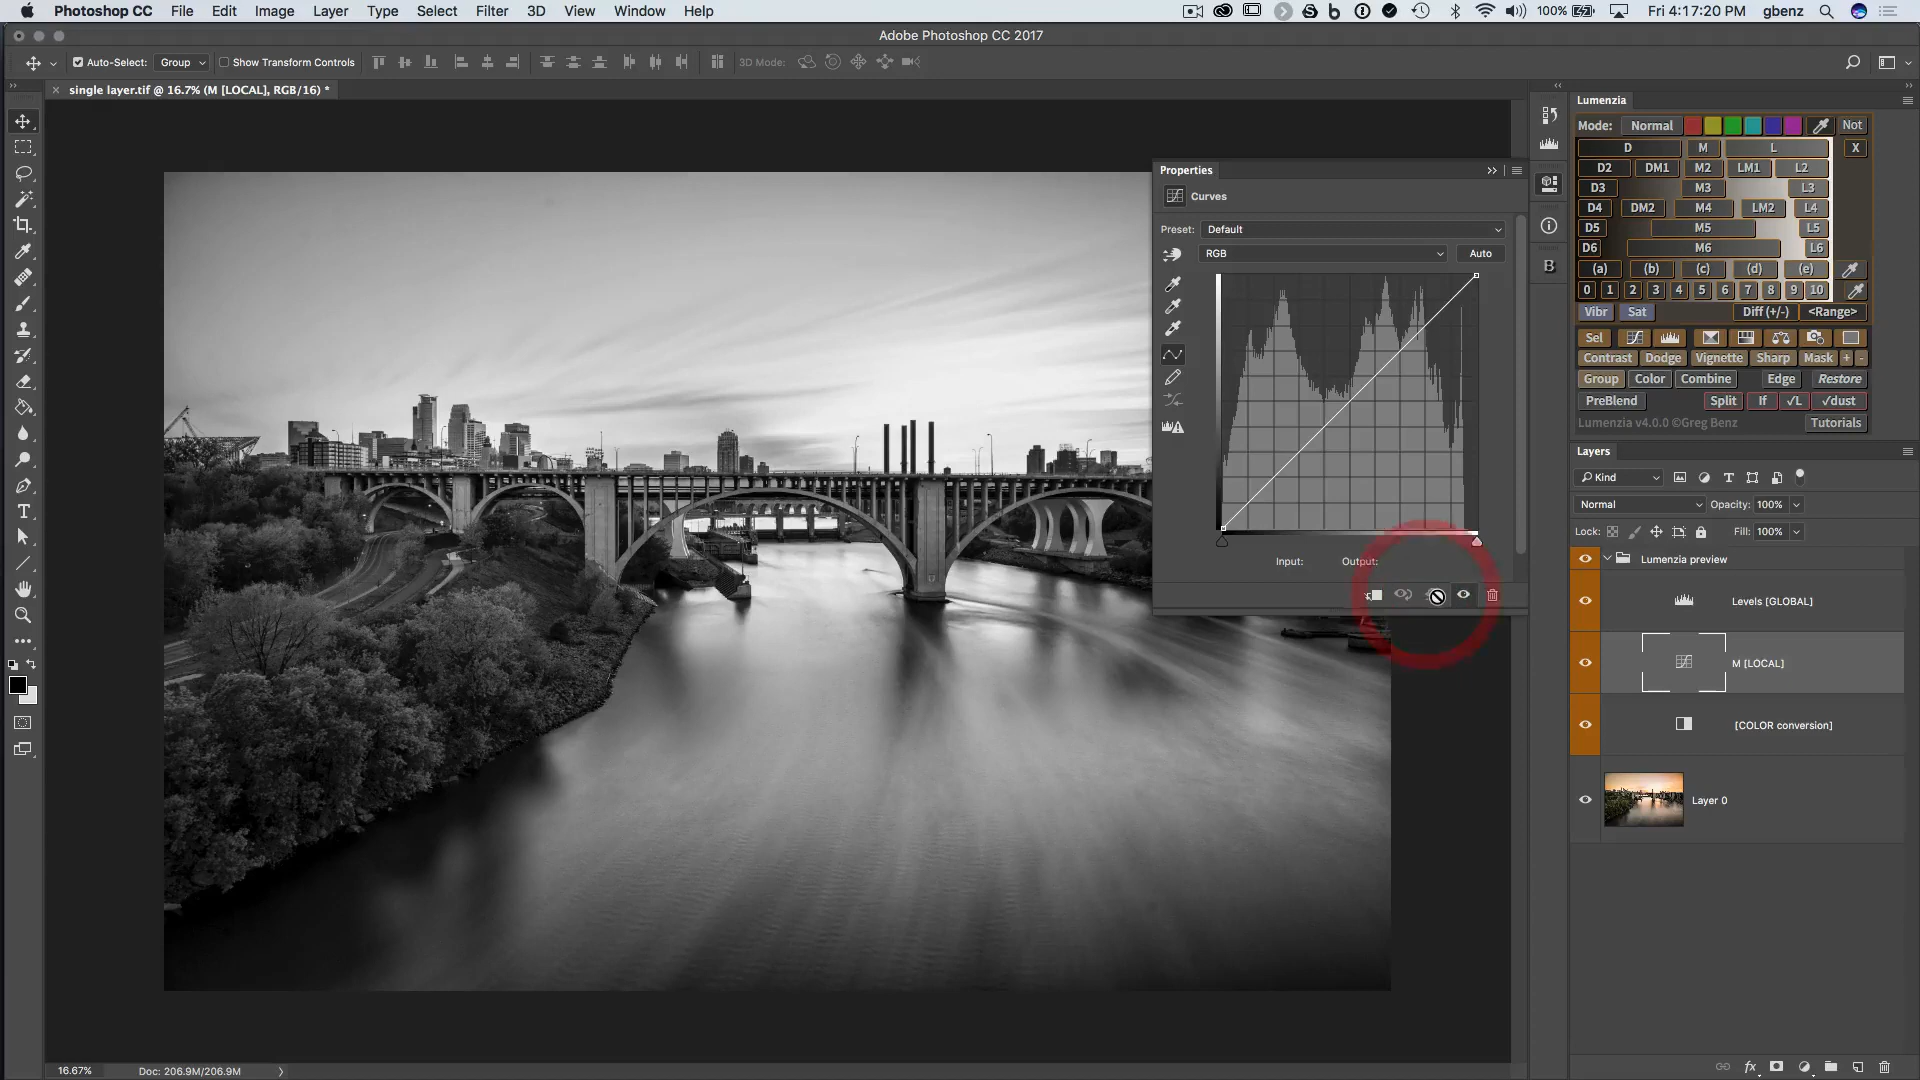 Photoshop CC File Edit Image Layer Type Select Filter 3D View Window Help
100% Fri 4:17:20 PM gbenz
Adobe Photoshop CC 2017
Auto-Select: Group Show Transform Controls 3D Mode:
single layer.tif @ 16.7% (M [LOCAL], RGB/16) *
Properties
Curves
Preset: Default
RGB Auto
Input: Output:
Lumenzia
Mode: Normal Not
D M L X
D2 DM1 M2 LM1 L2
D3 M3 L3
D4 DM2 M4 LM2 L4
D5 M5 L5
D6 M6 L6
(a) (b) (c) (d) (e)
0 1 2 3 4 5 6 7 8 9 10
Vibr Sat Diff (+/-) <Range>
Sel
Contrast Dodge Vignette Sharp Mask + -
Group Color Combine Edge Restore
PreBlend Split If √L √dust
Lumenzia v4.0.0 ©Greg Benz Tutorials
Layers
Kind
Normal Opacity: 100%
Lock: Fill: 100%
Lumenzia preview
Levels [GLOBAL]
M [LOCAL]
[COLOR conversion]
Layer 0
16.67% Doc: 206.9M/206.9M